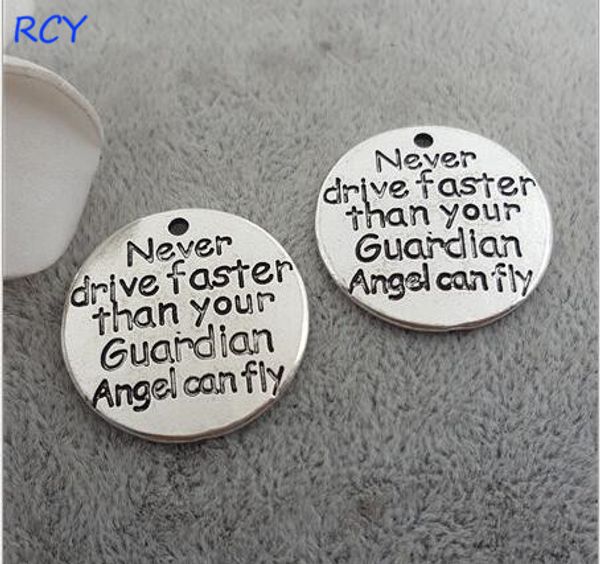 RCY
Never
drive faster
than your
Guardian
Angel can fly
Never
drive faster
than your
Guardian
Angel can fly